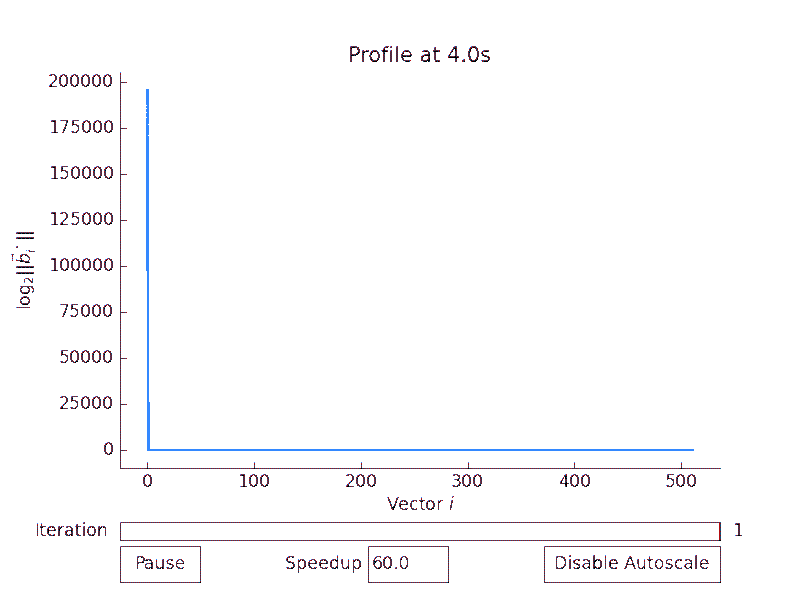 Profile at 4.0s
200000
175000
150000
125000
100000
75000
50000
25000
0
log₂||b⃗ᵢ*||
0 100 200 300 400 500
Vector i
Iteration 1
Pause Speedup 60.0 Disable Autoscale